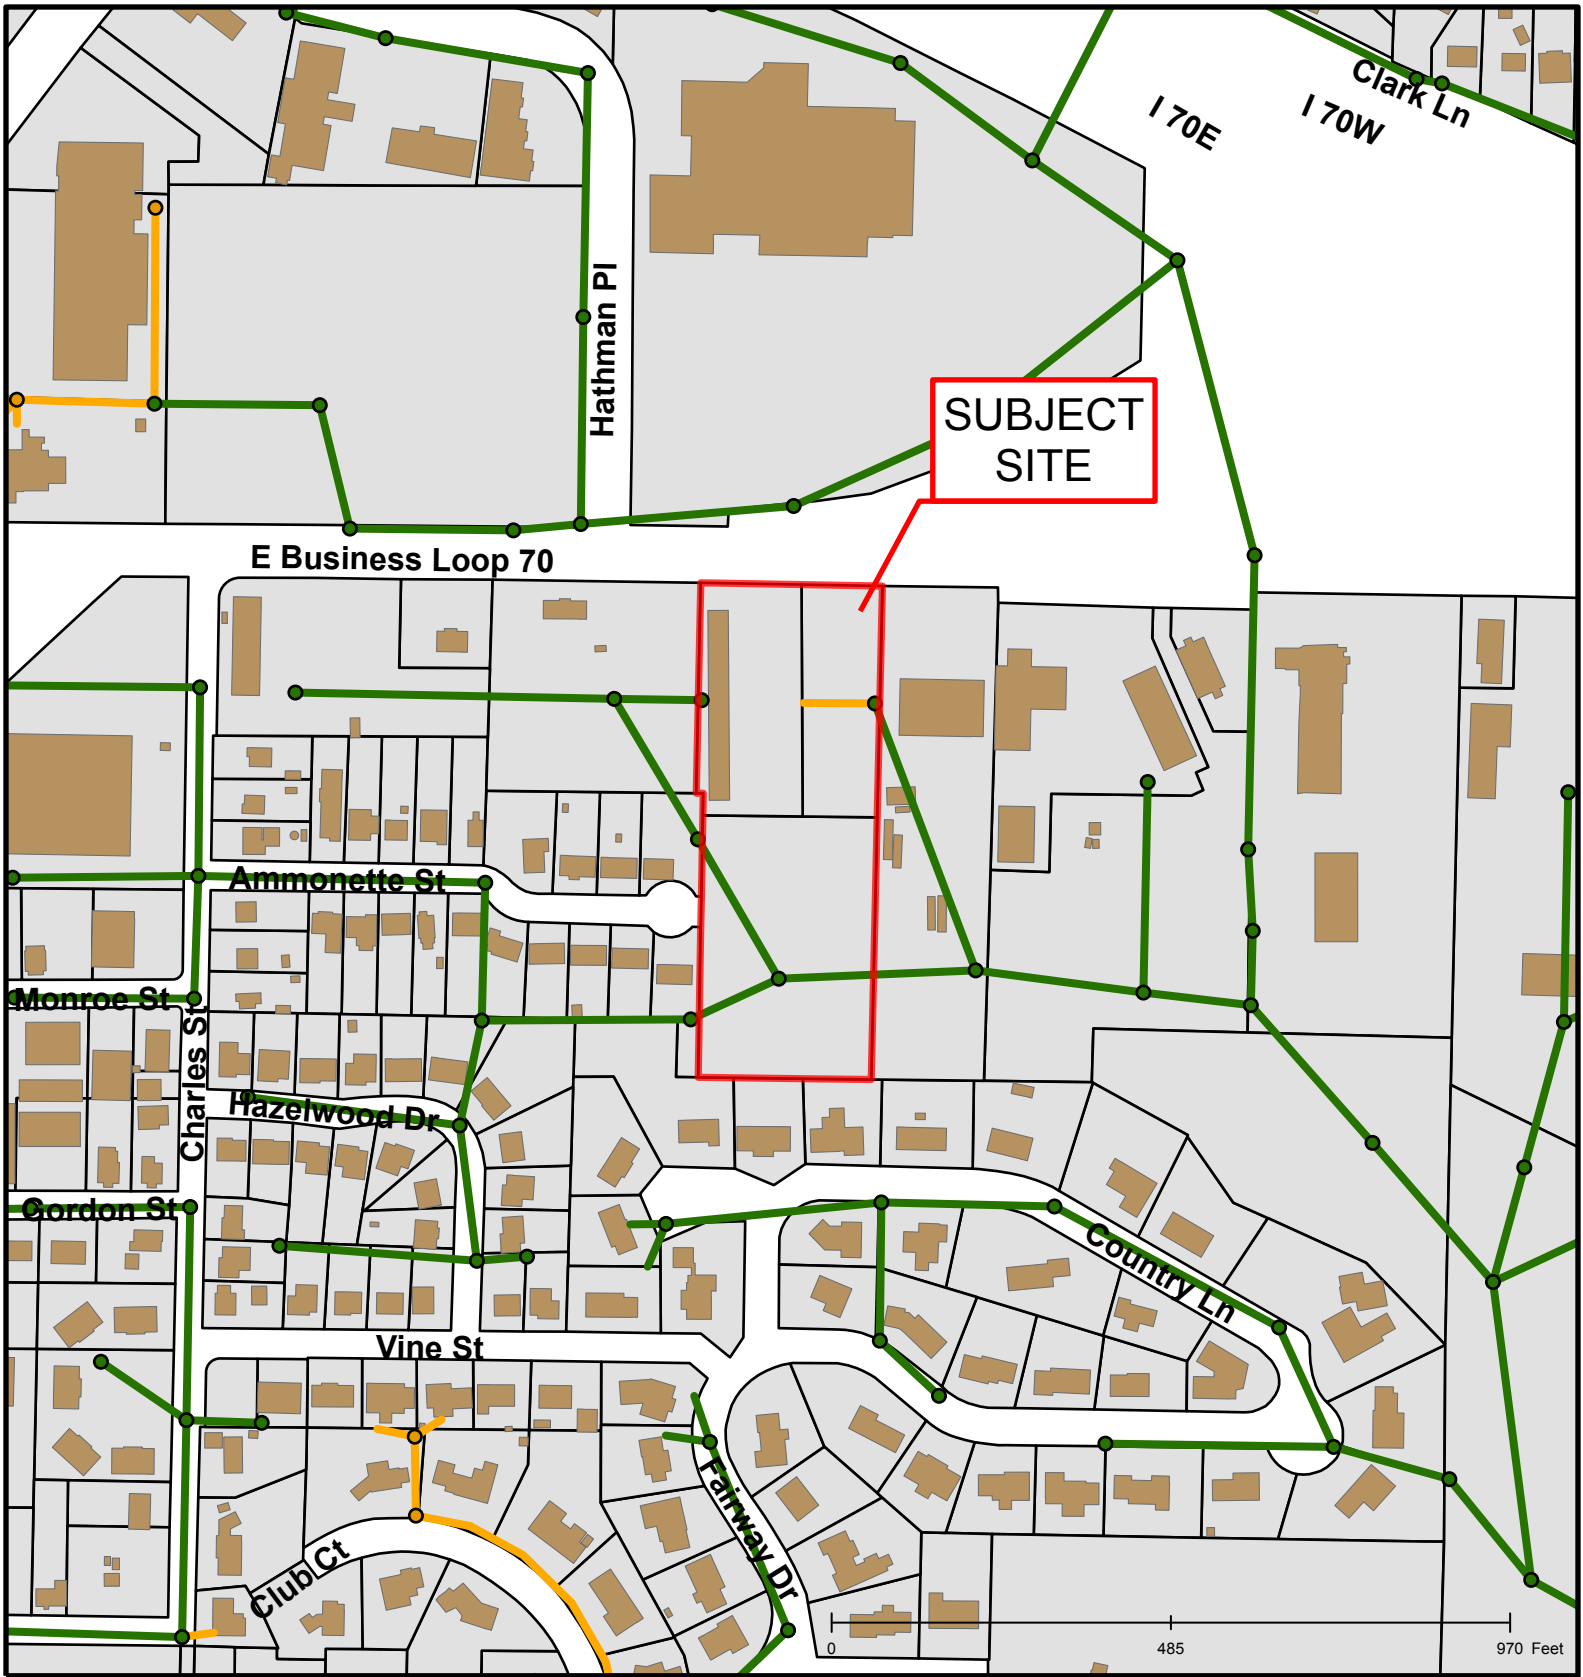 Clark Ln
I 70E
I 70W
Hathman Pl
SUBJECT
SITE
E Business Loop 70
Ammonette St
Monroe St
Charles St
Hazelwood Dr
Gordon St
Country Ln
Vine St
Fairway Dr
Club Ct
0 485 970 Feet